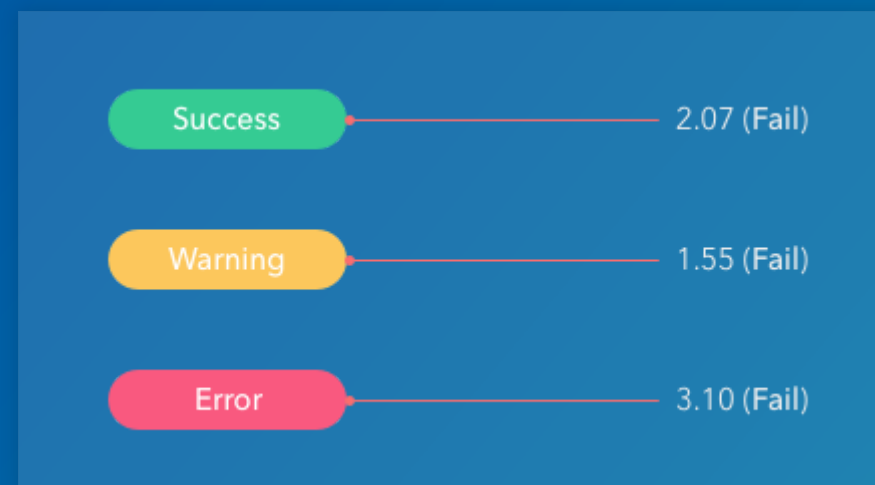 Success 2.07 (Fail)
Warning 1.55 (Fail)
Error 3.10 (Fail)